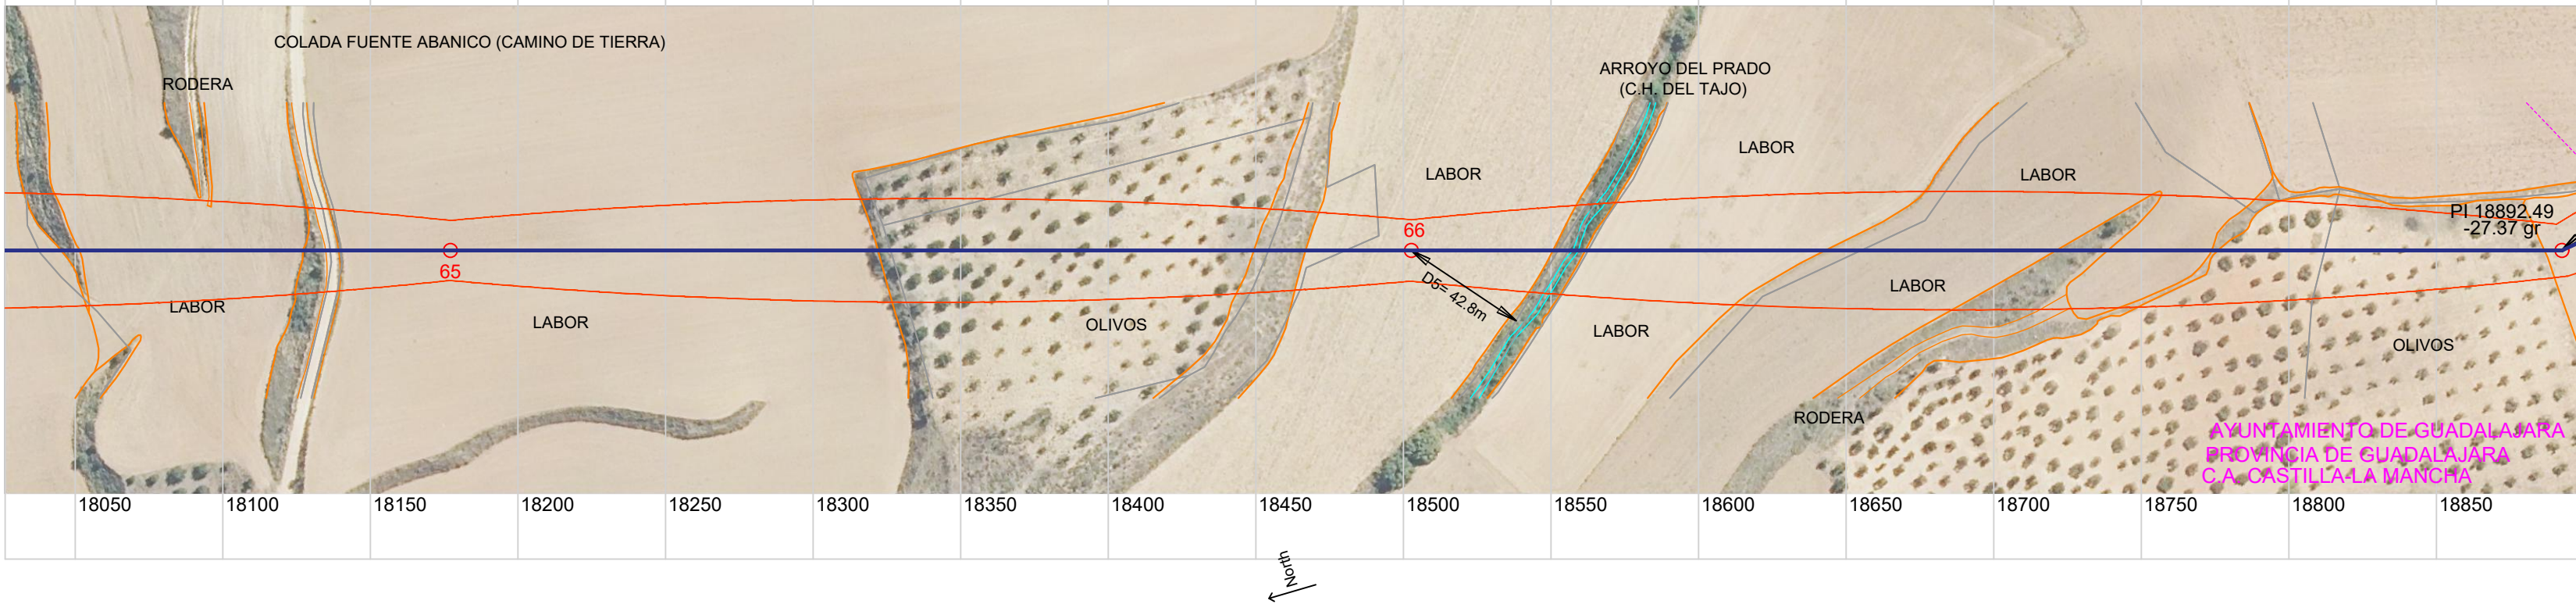 COLADA FUENTE ABANICO (CAMINO DE TIERRA)
RODERA
ARROYO DEL PRADO
(C.H. DEL TAJO)
LABOR
LABOR
LABOR
PI 18892.49
-27.37 gr
66
65
D5= 42.8m
LABOR
LABOR
LABOR
OLIVOS
LABOR
OLIVOS
RODERA
AYUNTAMIENTO DE GUADALAJARA
PROVINCIA DE GUADALAJARA
C.A. CASTILLA-LA MANCHA
18050 18100 18150 18200 18250 18300 18350 18400 18450 18500 18550 18600 18650 18700 18750 18800 18850
North